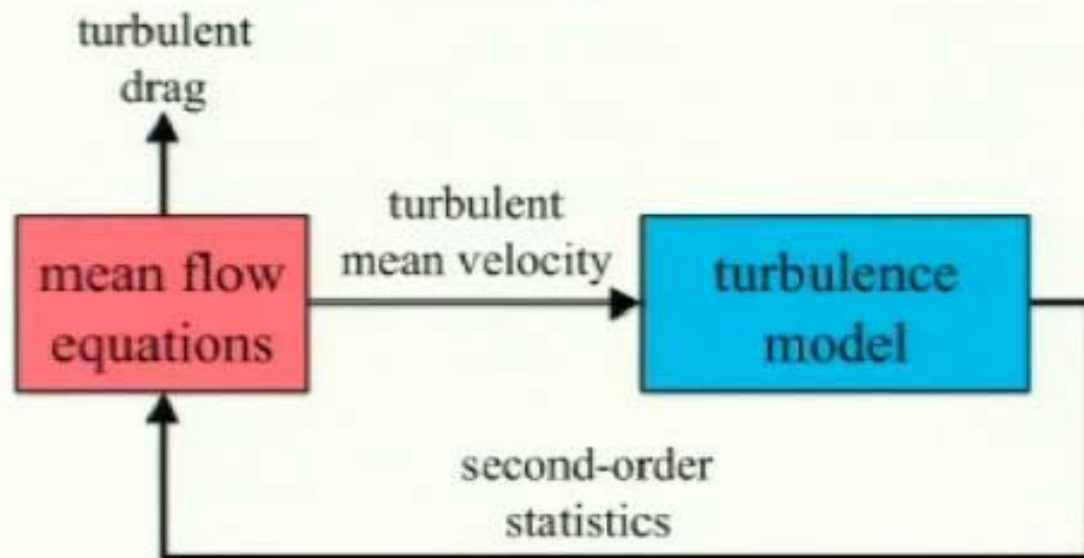 turbulent
drag
mean flow
equations
turbulent
mean velocity
turbulence
model
second-order
statistics